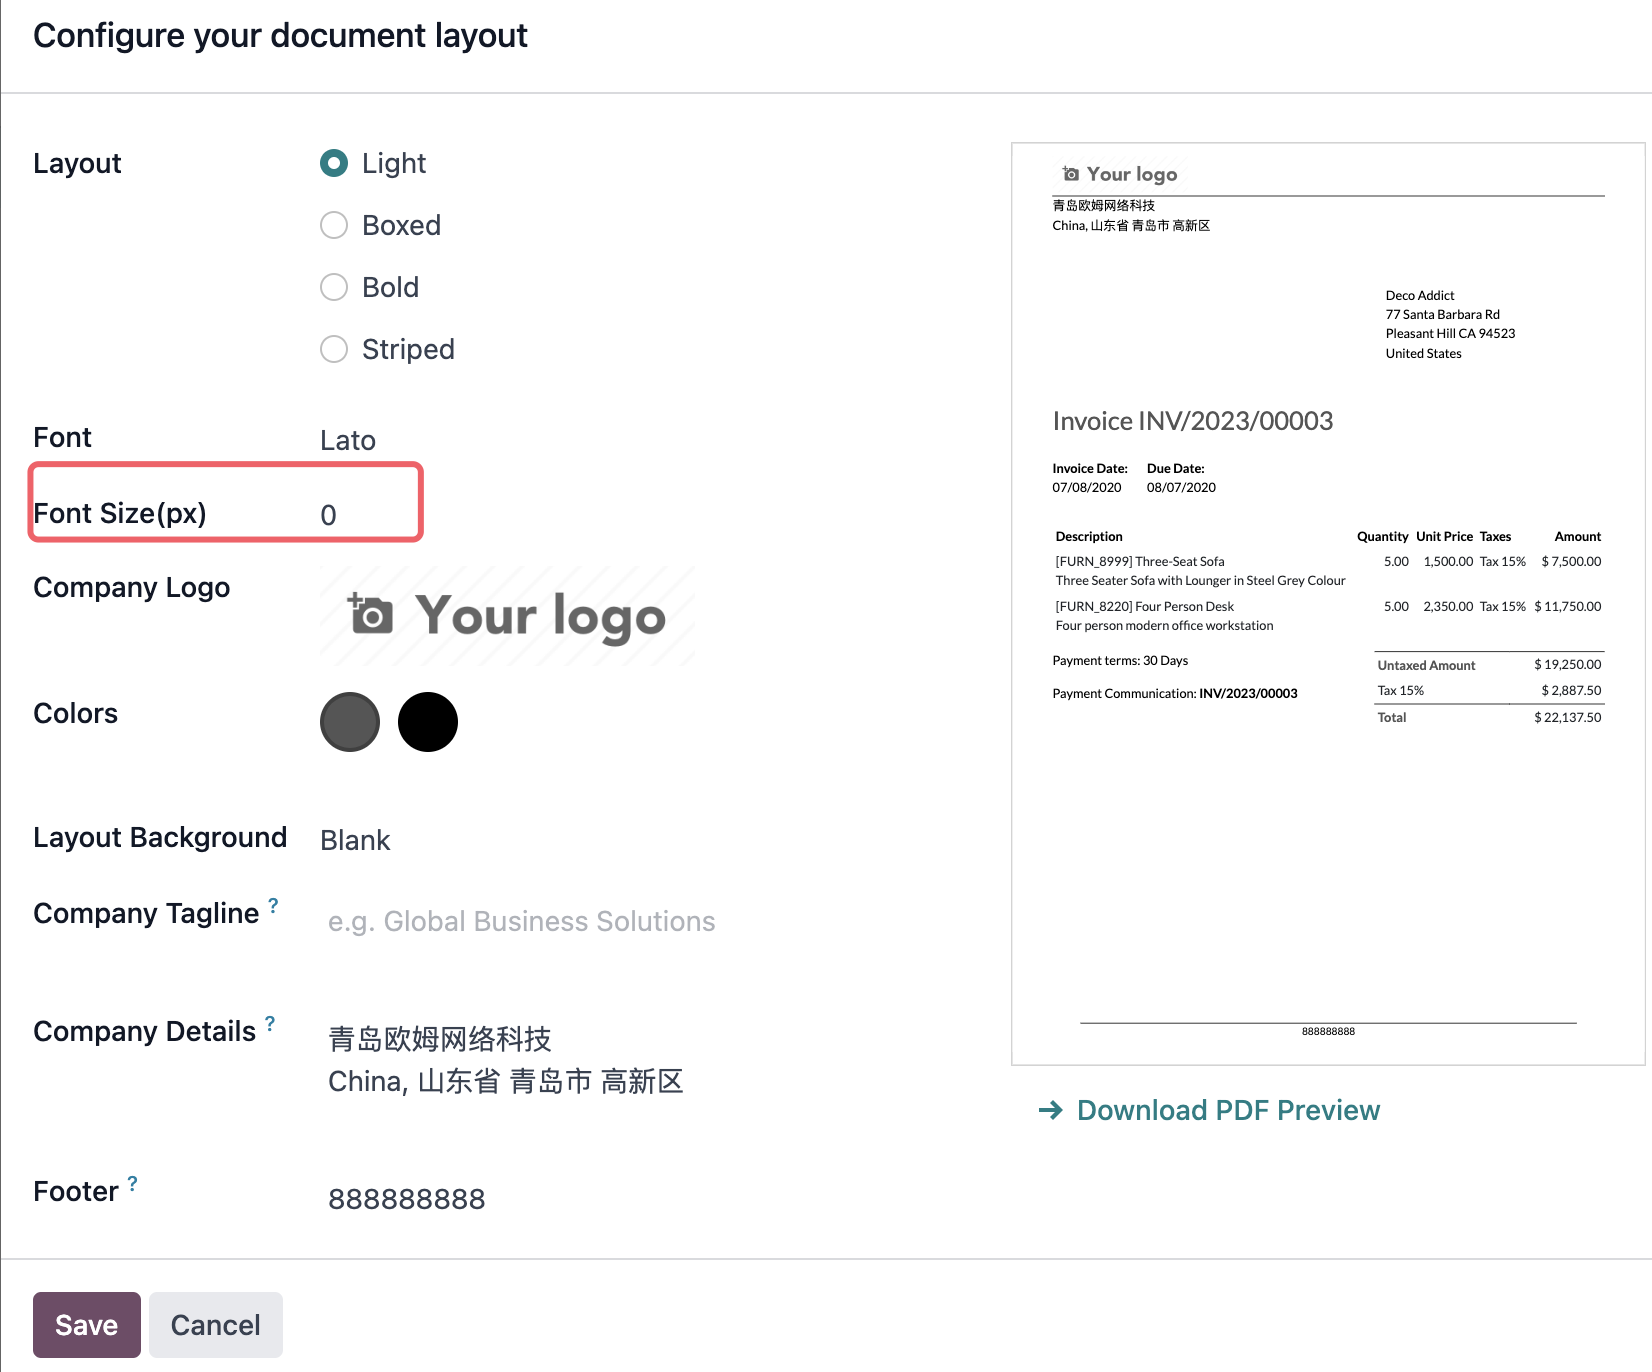 Configure your document layout
Layout
Light
Boxed
Bold
Striped
Font
Lato
Font Size(px)
0
Company Logo
Your logo
Colors
Layout Background
Blank
Company Tagline ?
e.g. Global Business Solutions
Company Details ?
青岛欧姆网络科技
China, 山东省 青岛市 高新区
Footer ?
888888888
Save
Cancel
Your logo
青岛欧姆网络科技
China, 山东省 青岛市 高新区
Deco Addict
77 Santa Barbara Rd
Pleasant Hill CA 94523
United States
Invoice INV/2023/00003
Invoice Date: Due Date:
07/08/2020 08/07/2020
Description Quantity Unit Price Taxes Amount
[FURN_8999] Three-Seat Sofa 5.00 1,500.00 Tax 15% $ 7,500.00
Three Seater Sofa with Lounger in Steel Grey Colour
[FURN_8220] Four Person Desk 5.00 2,350.00 Tax 15% $ 11,750.00
Four person modern office workstation
Payment terms: 30 Days
Payment Communication: INV/2023/00003
Untaxed Amount $ 19,250.00
Tax 15% $ 2,887.50
Total $ 22,137.50
888888888
Download PDF Preview